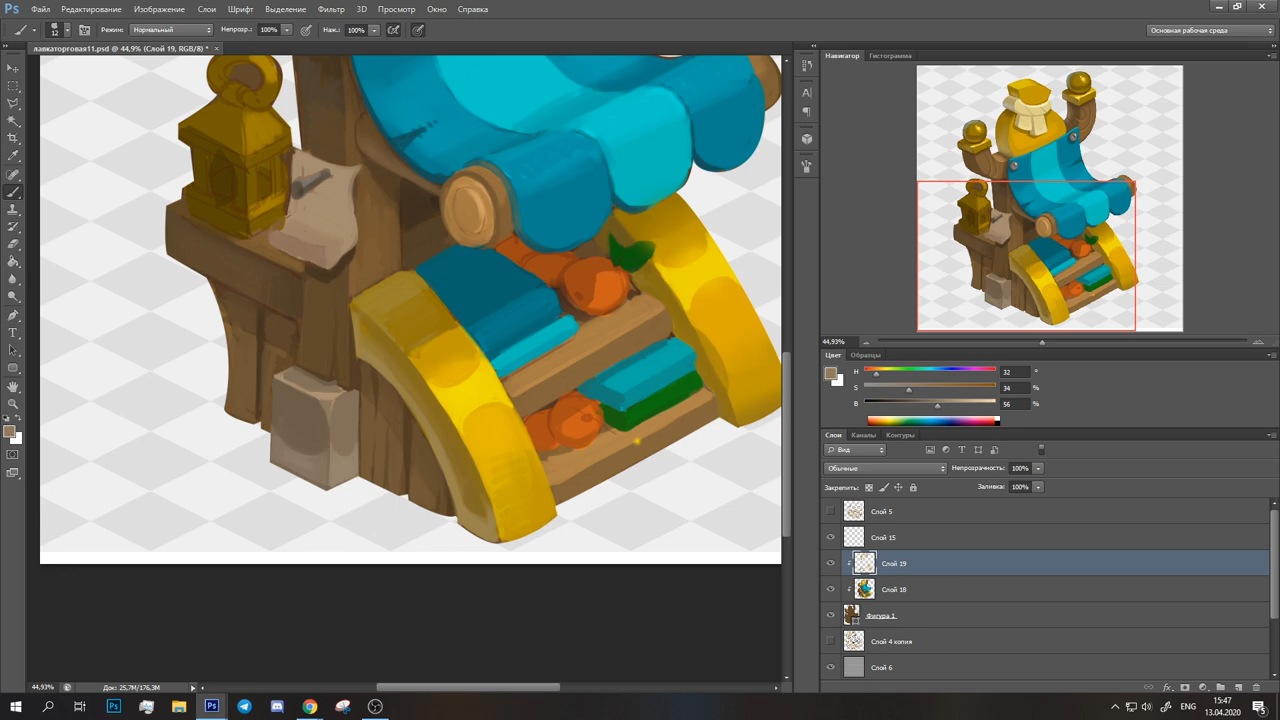 Ps Файл Редактирование Изображение Слои Шрифт Выделение Фильтр 3D Просмотр Окно Справка
12 Режим: Нормальный Непрозр.: 100% Наж.: 100% Основная рабочая среда
лавкаторговая11.psd @ 44,9% (Слой 19, RGB/8) * ×
Навигатор Гистограмма
44,93%
Цвет Образцы
H 32 °
S 34 %
B 56 %
Слои Каналы Контуры
Вид
Обычные Непрозрачность: 100%
Закрепить: Заливка: 100%
Слой 5
Слой 15
Слой 19
Слой 18
Фигура 1
Слой 4 копия
Слой 6
44,93% Док: 25,7M/176,3M
ENG 15:47
13.04.2020 5